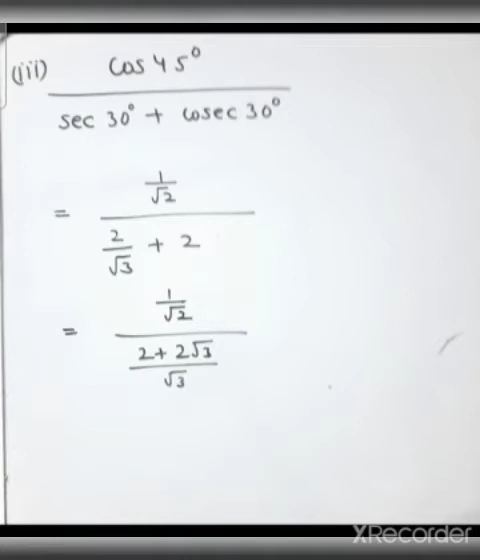 (iii) cos 45°
sec 30° + cosec 30°
= 1/√2
2/√3 + 2
= 1/√2
2 + 2√3
√3
XRecorder